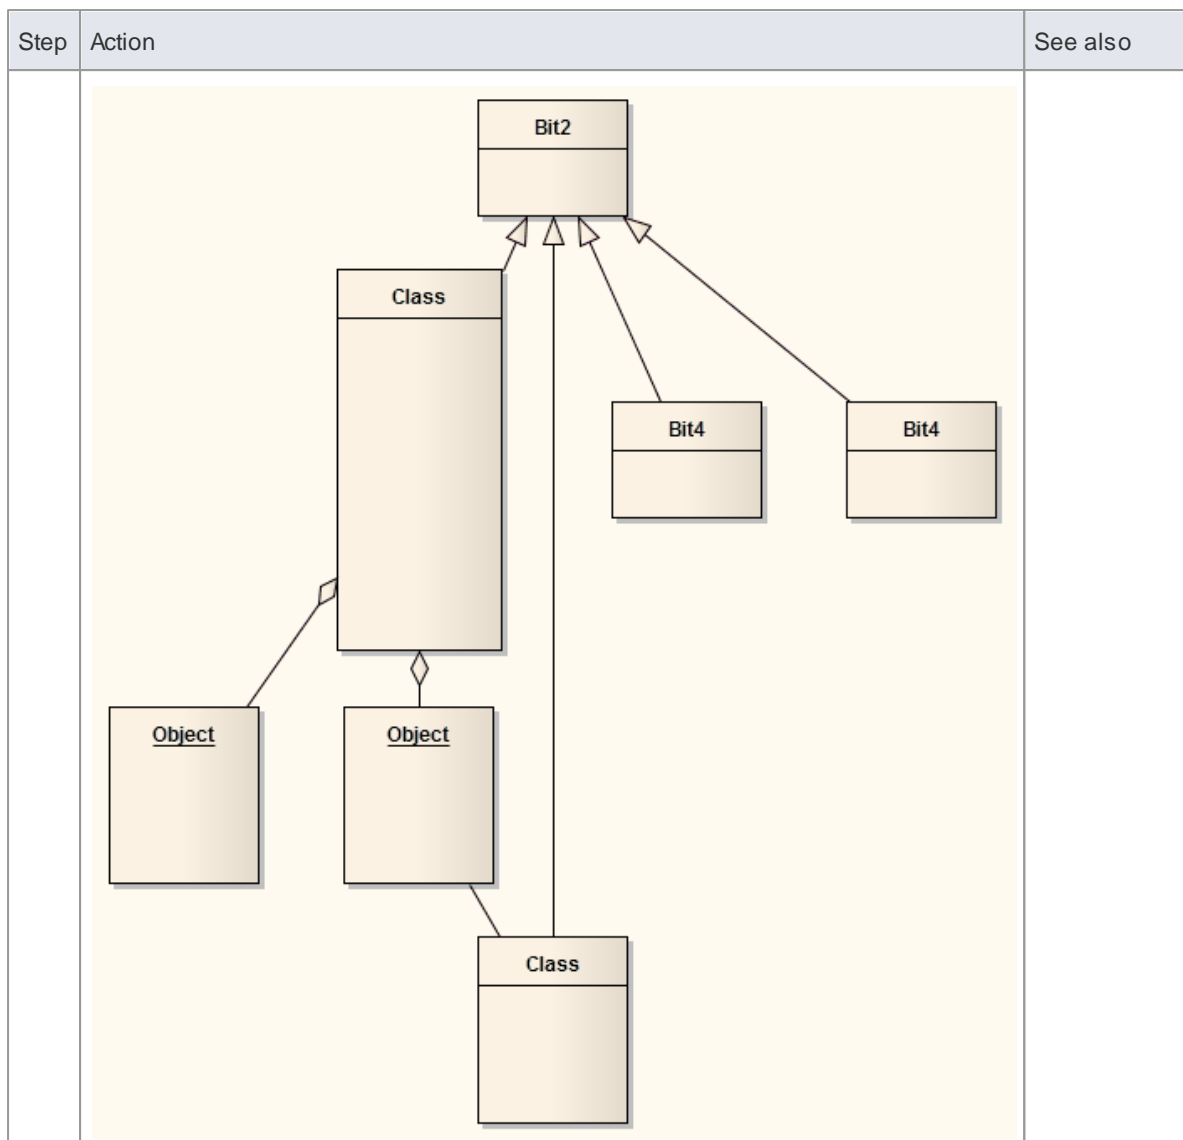 Step Action See also
Bit2
Class
Bit4 Bit4
Object Object
Class